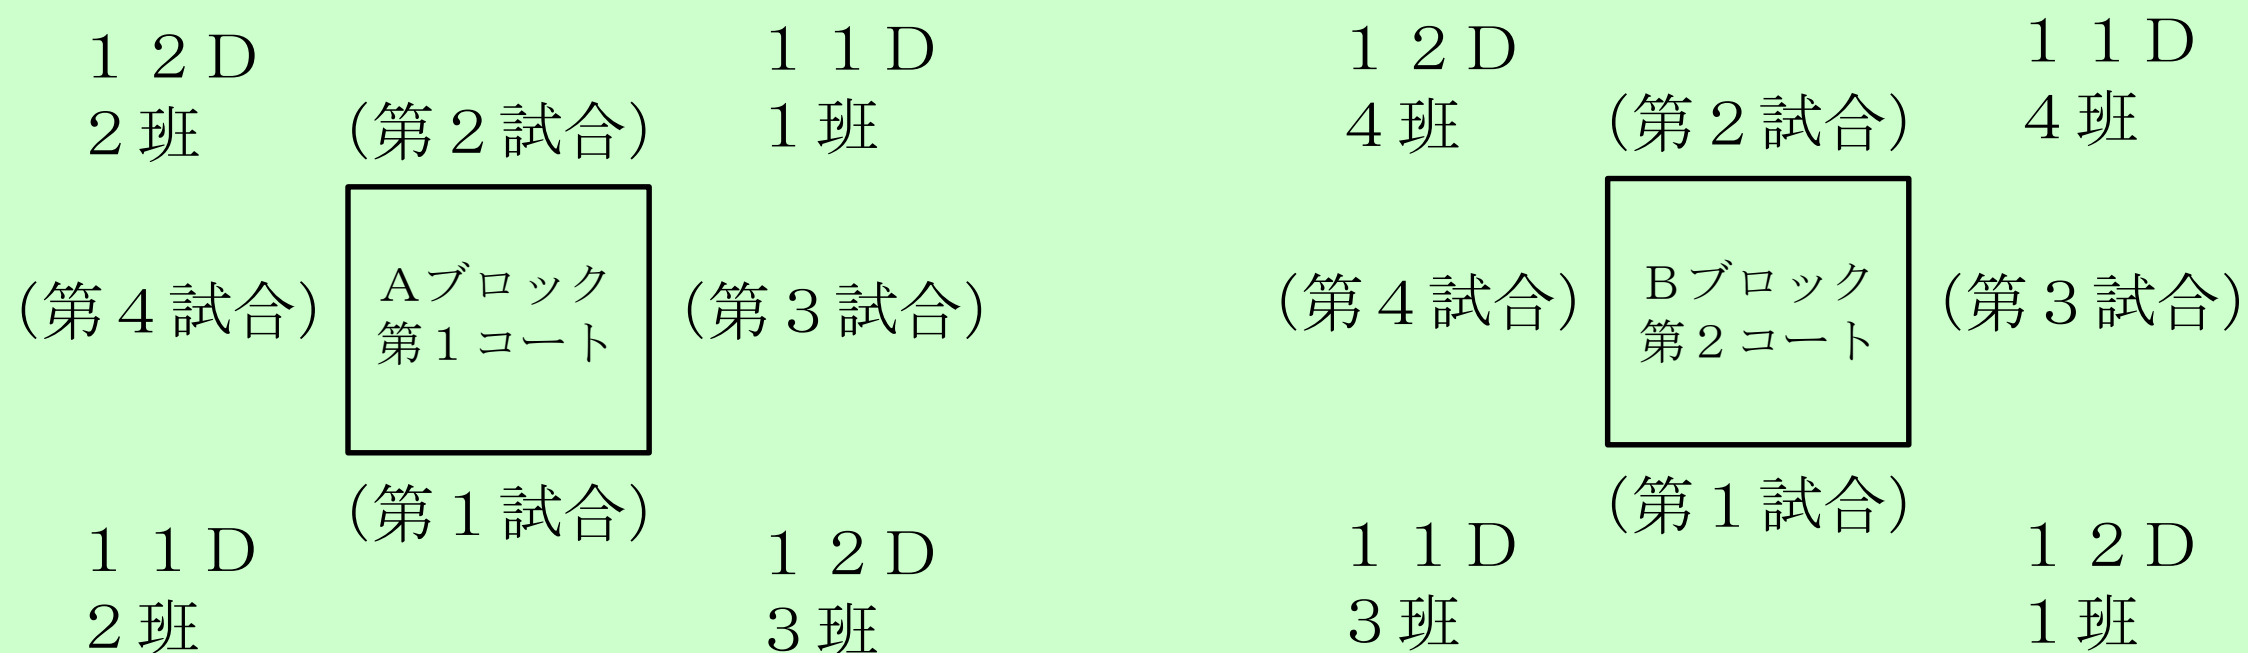 １２Ｄ
２班
（第２試合）
１１Ｄ
１班
（第４試合）
Ａブロック
第１コート
（第３試合）
１１Ｄ
２班
（第１試合）
１２Ｄ
３班
１２Ｄ
４班
（第２試合）
１１Ｄ
４班
（第４試合）
Ｂブロック
第２コート
（第３試合）
１１Ｄ
３班
（第１試合）
１２Ｄ
１班